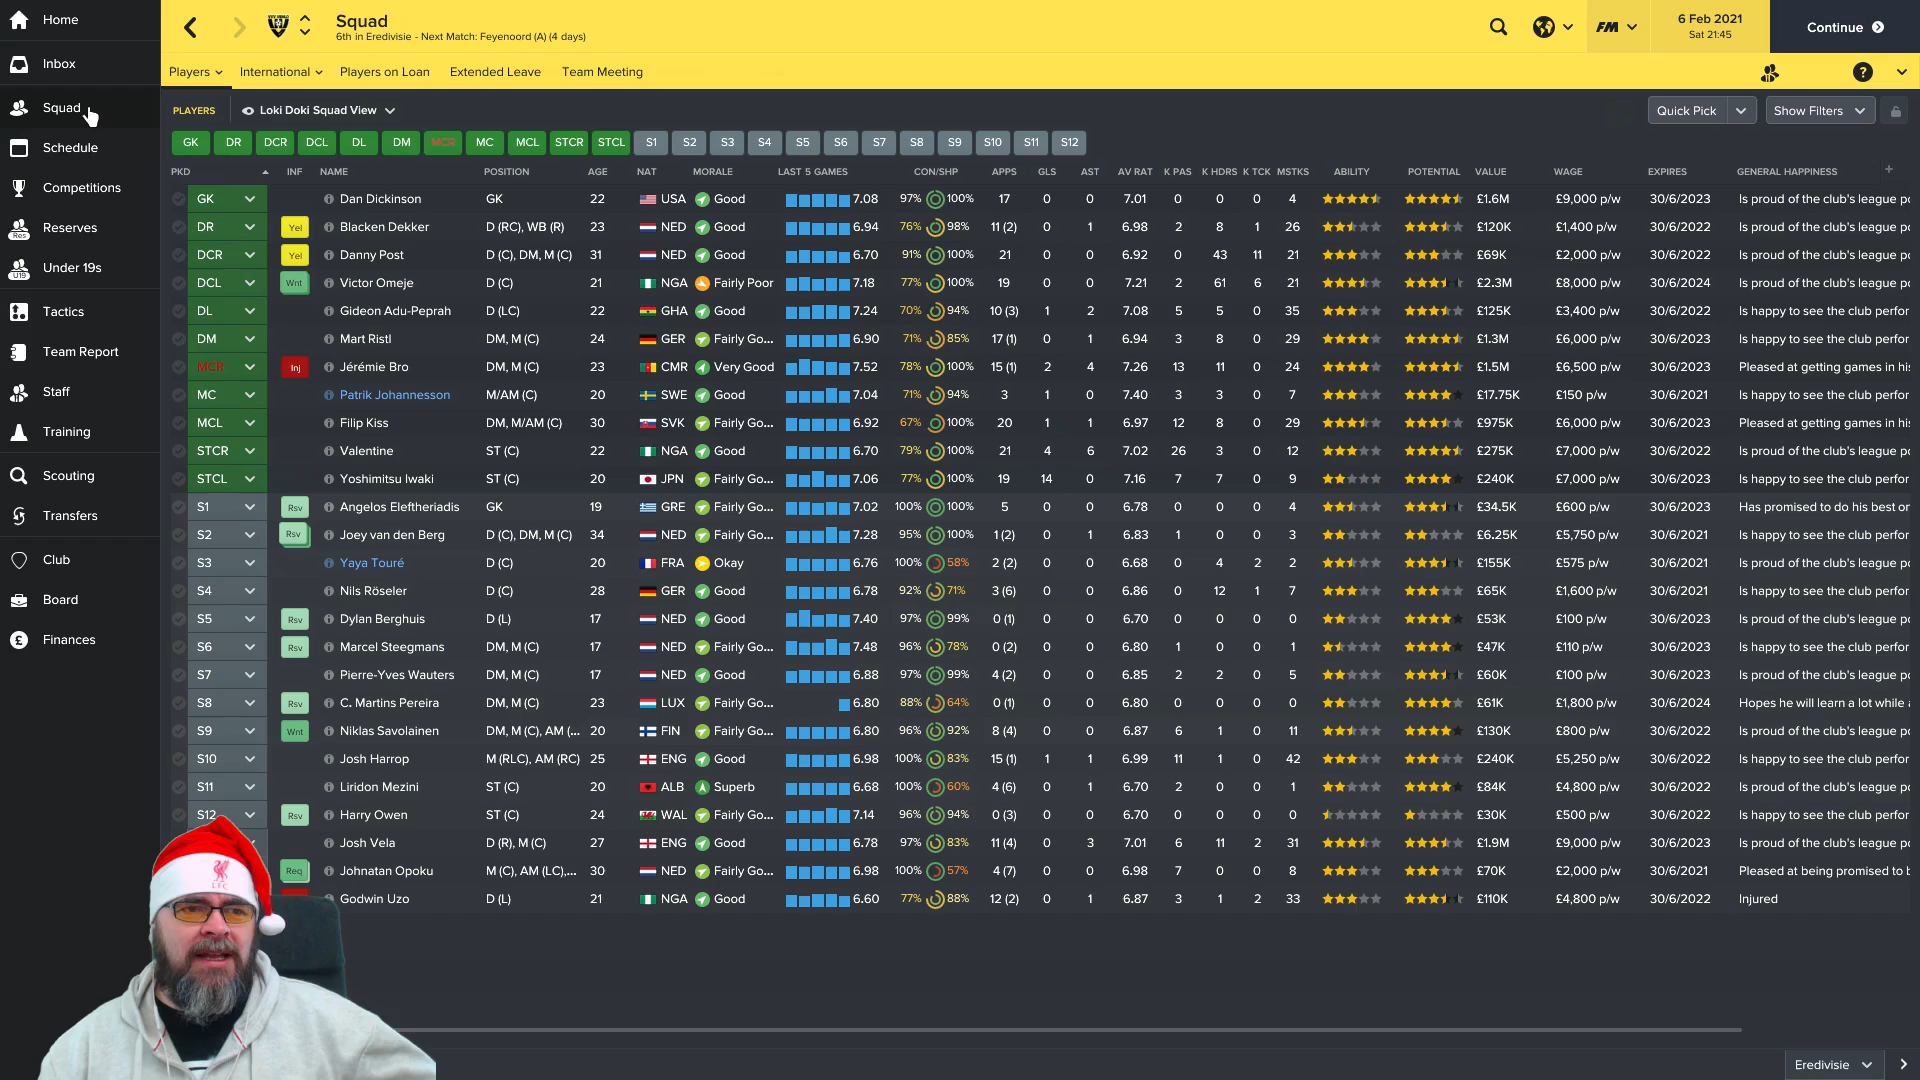 Home
Inbox
Squad
Schedule
Competitions
Reserves
Under 19s
Tactics
Team Report
Staff
Training
Scouting
Transfers
Club
Board
Finances
Squad
6th in Eredivisie - Next Match: Feyenoord (A) (4 days)
FM
6 Feb 2021
Sat 21:45
Continue
Players International Players on Loan Extended Leave Team Meeting
PLAYERS Loki Doki Squad View Quick Pick Show Filters
GK DR DCR DCL DL DM MCR MC MCL STCR STCL S1 S2 S3 S4 S5 S6 S7 S8 S9 S10 S11 S12
PKD INF NAME POSITION AGE NAT MORALE LAST 5 GAMES CON/SHP APPS GLS AST AV RAT K PAS K HDRS K TCK MSTKS ABILITY POTENTIAL VALUE WAGE EXPIRES GENERAL HAPPINESS
GK Dan Dickinson GK 22 USA Good 7.08 97% 100% 17 0 0 7.01 0 0 0 4 £1.6M £9,000 p/w 30/6/2023 Is proud of the club's league po
DR Yel Blacken Dekker D (RC), WB (R) 23 NED Good 6.94 76% 98% 11 (2) 0 1 6.98 2 8 1 26 £120K £1,400 p/w 30/6/2022 Is proud of the club's league po
DCR Yel Danny Post D (C), DM, M (C) 31 NED Good 6.70 91% 100% 21 0 0 6.92 0 43 11 21 £69K £2,000 p/w 30/6/2022 Is proud of the club's league po
DCL Wnt Victor Omeje D (C) 21 NGA Fairly Poor 7.18 77% 100% 19 0 0 7.21 2 61 6 21 £2.3M £8,000 p/w 30/6/2024 Is proud of the club's league po
DL Gideon Adu-Peprah D (LC) 22 GHA Good 7.24 70% 94% 10 (3) 1 2 7.08 5 5 0 35 £125K £3,400 p/w 30/6/2022 Is happy to see the club perfor
DM Mart Ristl DM, M (C) 24 GER Fairly Go... 6.90 71% 85% 17 (1) 0 1 6.94 3 8 0 29 £1.3M £6,000 p/w 30/6/2023 Is happy to see the club perfor
MCR Inj Jérémie Bro DM, M (C) 23 CMR Very Good 7.52 78% 100% 15 (1) 2 4 7.26 13 11 0 24 £1.5M £6,500 p/w 30/6/2023 Pleased at getting games in his
MC Patrik Johannesson M/AM (C) 20 SWE Good 7.04 71% 94% 3 1 0 7.40 3 3 0 7 £17.75K £150 p/w 30/6/2021 Is happy to see the club perfor
MCL Filip Kiss DM, M/AM (C) 30 SVK Fairly Go... 6.92 67% 100% 20 1 1 6.97 12 8 0 29 £975K £6,000 p/w 30/6/2023 Pleased at getting games in his
STCR Valentine ST (C) 22 NGA Good 6.70 79% 100% 21 4 6 7.02 26 3 0 12 £275K £7,000 p/w 30/6/2023 Is proud of the club's league po
STCL Yoshimitsu Iwaki ST (C) 20 JPN Fairly Go... 7.06 77% 100% 19 14 0 7.16 7 7 0 9 £240K £7,000 p/w 30/6/2023 Is happy to see the club perfor
S1 Rsv Angelos Eleftheriadis GK 19 GRE Fairly Go... 7.02 100% 100% 5 0 0 6.78 0 0 0 4 £34.5K £600 p/w 30/6/2023 Has promised to do his best or
S2 Rsv Joey van den Berg D (C), DM, M (C) 34 NED Fairly Go... 7.28 95% 100% 1 (2) 0 1 6.83 1 0 0 3 £6.25K £5,750 p/w 30/6/2021 Is happy to see the club perfor
S3 Yaya Touré D (C) 20 FRA Okay 6.76 100% 58% 2 (2) 0 0 6.68 0 4 2 2 £155K £575 p/w 30/6/2021 Is proud of the club's league po
S4 Nils Röseler D (C) 28 GER Good 6.78 92% 71% 3 (6) 0 0 6.86 0 12 1 7 £65K £1,600 p/w 30/6/2021 Is happy to see the club perfor
S5 Rsv Dylan Berghuis D (L) 17 NED Good 7.40 97% 99% 0 (1) 0 0 6.70 0 0 0 0 £53K £100 p/w 30/6/2023 Is proud of the club's league po
S6 Rsv Marcel Steegmans DM, M (C) 17 NED Fairly Go... 7.48 96% 78% 0 (2) 0 0 6.80 1 0 0 1 £47K £110 p/w 30/6/2023 Is happy to see the club perfor
S7 Pierre-Yves Wauters DM, M (C) 17 NED Good 6.88 97% 99% 4 (2) 0 0 6.85 2 2 0 5 £60K £100 p/w 30/6/2023 Is proud of the club's league po
S8 Rsv C. Martins Pereira DM, M (C) 23 LUX Fairly Go... 6.80 88% 64% 0 (1) 0 0 6.80 0 0 0 0 £61K £1,800 p/w 30/6/2024 Hopes he will learn a lot while
S9 Wnt Niklas Savolainen DM, M (C), AM (... 20 FIN Fairly Go... 6.80 96% 92% 8 (4) 0 0 6.87 6 1 0 11 £130K £800 p/w 30/6/2022 Is happy to see the club perfor
S10 Josh Harrop M (RLC), AM (RC) 25 ENG Good 6.98 100% 83% 15 (1) 1 1 6.99 11 1 0 42 £240K £5,250 p/w 30/6/2022 Is happy to see the club perfor
S11 Liridon Mezini ST (C) 20 ALB Superb 6.68 100% 60% 4 (6) 0 1 6.70 2 0 0 1 £84K £4,800 p/w 30/6/2022 Is happy to see the club perfor
S12 Rsv Harry Owen ST (C) 24 WAL Fairly Go... 7.14 96% 94% 0 (3) 0 0 6.70 0 0 0 0 £30K £500 p/w 30/6/2022 Is happy to see the club perfor
Josh Vela D (R), M (C) 27 ENG Good 6.78 97% 83% 11 (4) 0 3 7.01 6 11 2 31 £1.9M £9,000 p/w 30/6/2023 Is proud of the club's league po
Req Johnatan Opoku M (C), AM (LC),... 30 NED Fairly Go... 6.98 100% 57% 4 (7) 0 0 6.98 7 0 0 8 £70K £2,000 p/w 30/6/2021 Pleased at being promised to b
Godwin Uzo D (L) 21 NGA Good 6.60 77% 88% 12 (2) 0 1 6.87 3 1 2 33 £110K £4,800 p/w 30/6/2022 Injured
L.F.C.
Eredivisie